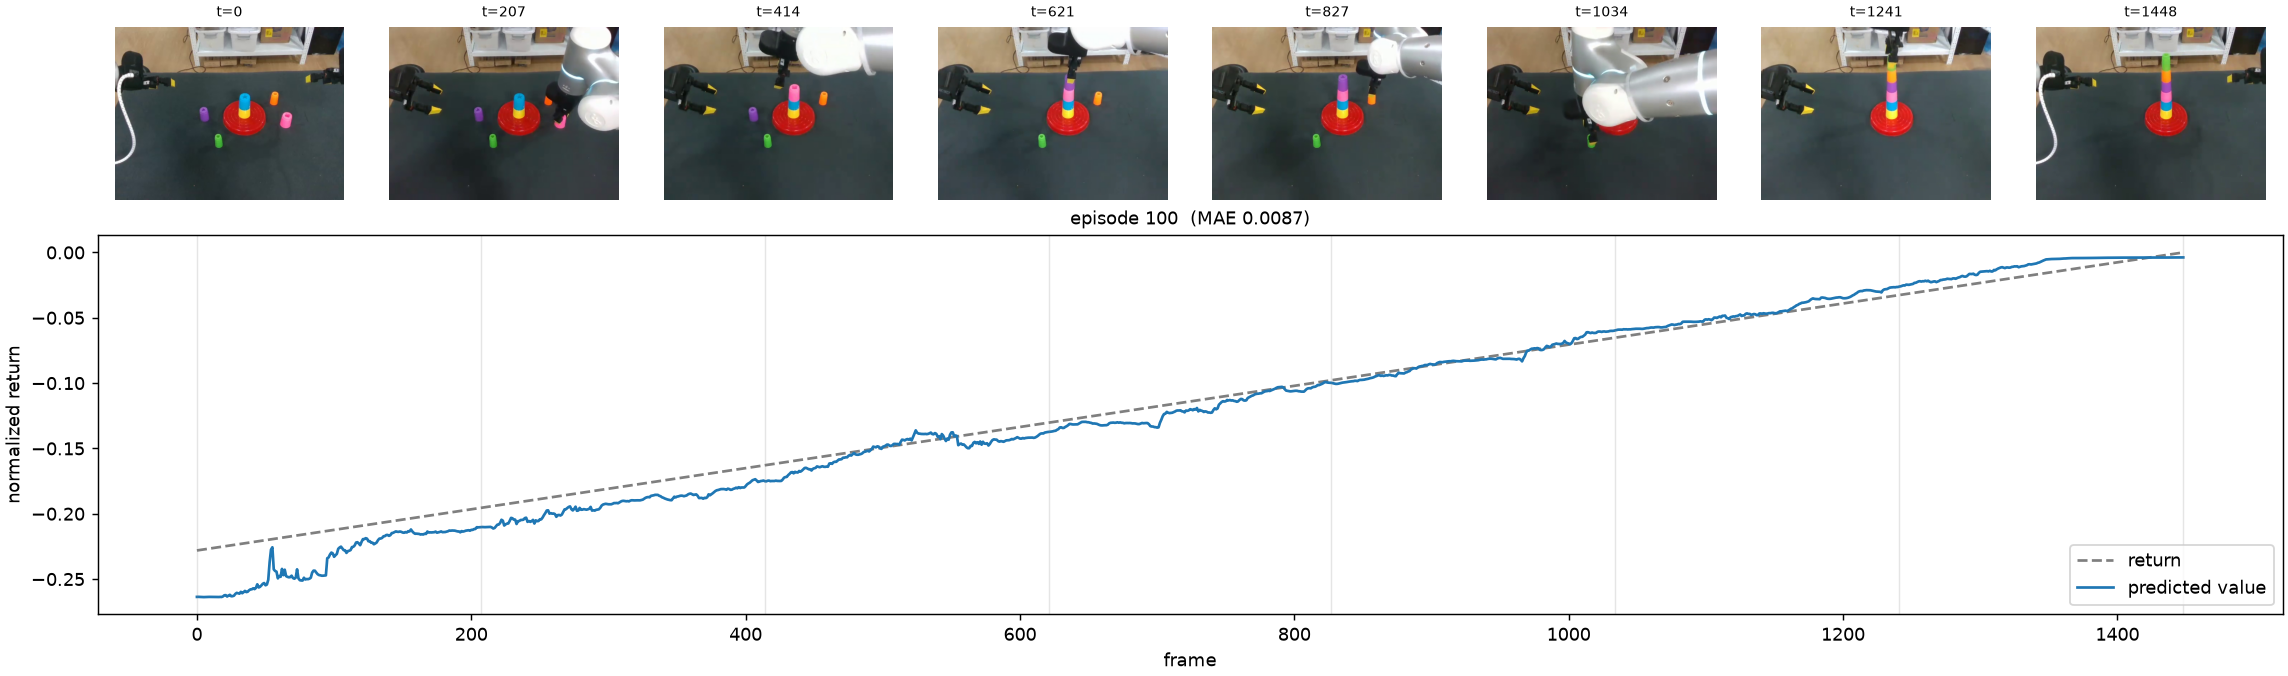 t=0
t=207
t=414
t=621
t=827
t=1034
t=1241
t=1448
episode 100  (MAE 0.0087)
normalized return
0.00
−0.05
−0.10
−0.15
−0.20
−0.25
return
predicted value
0
200
400
600
800
1000
1200
1400
frame